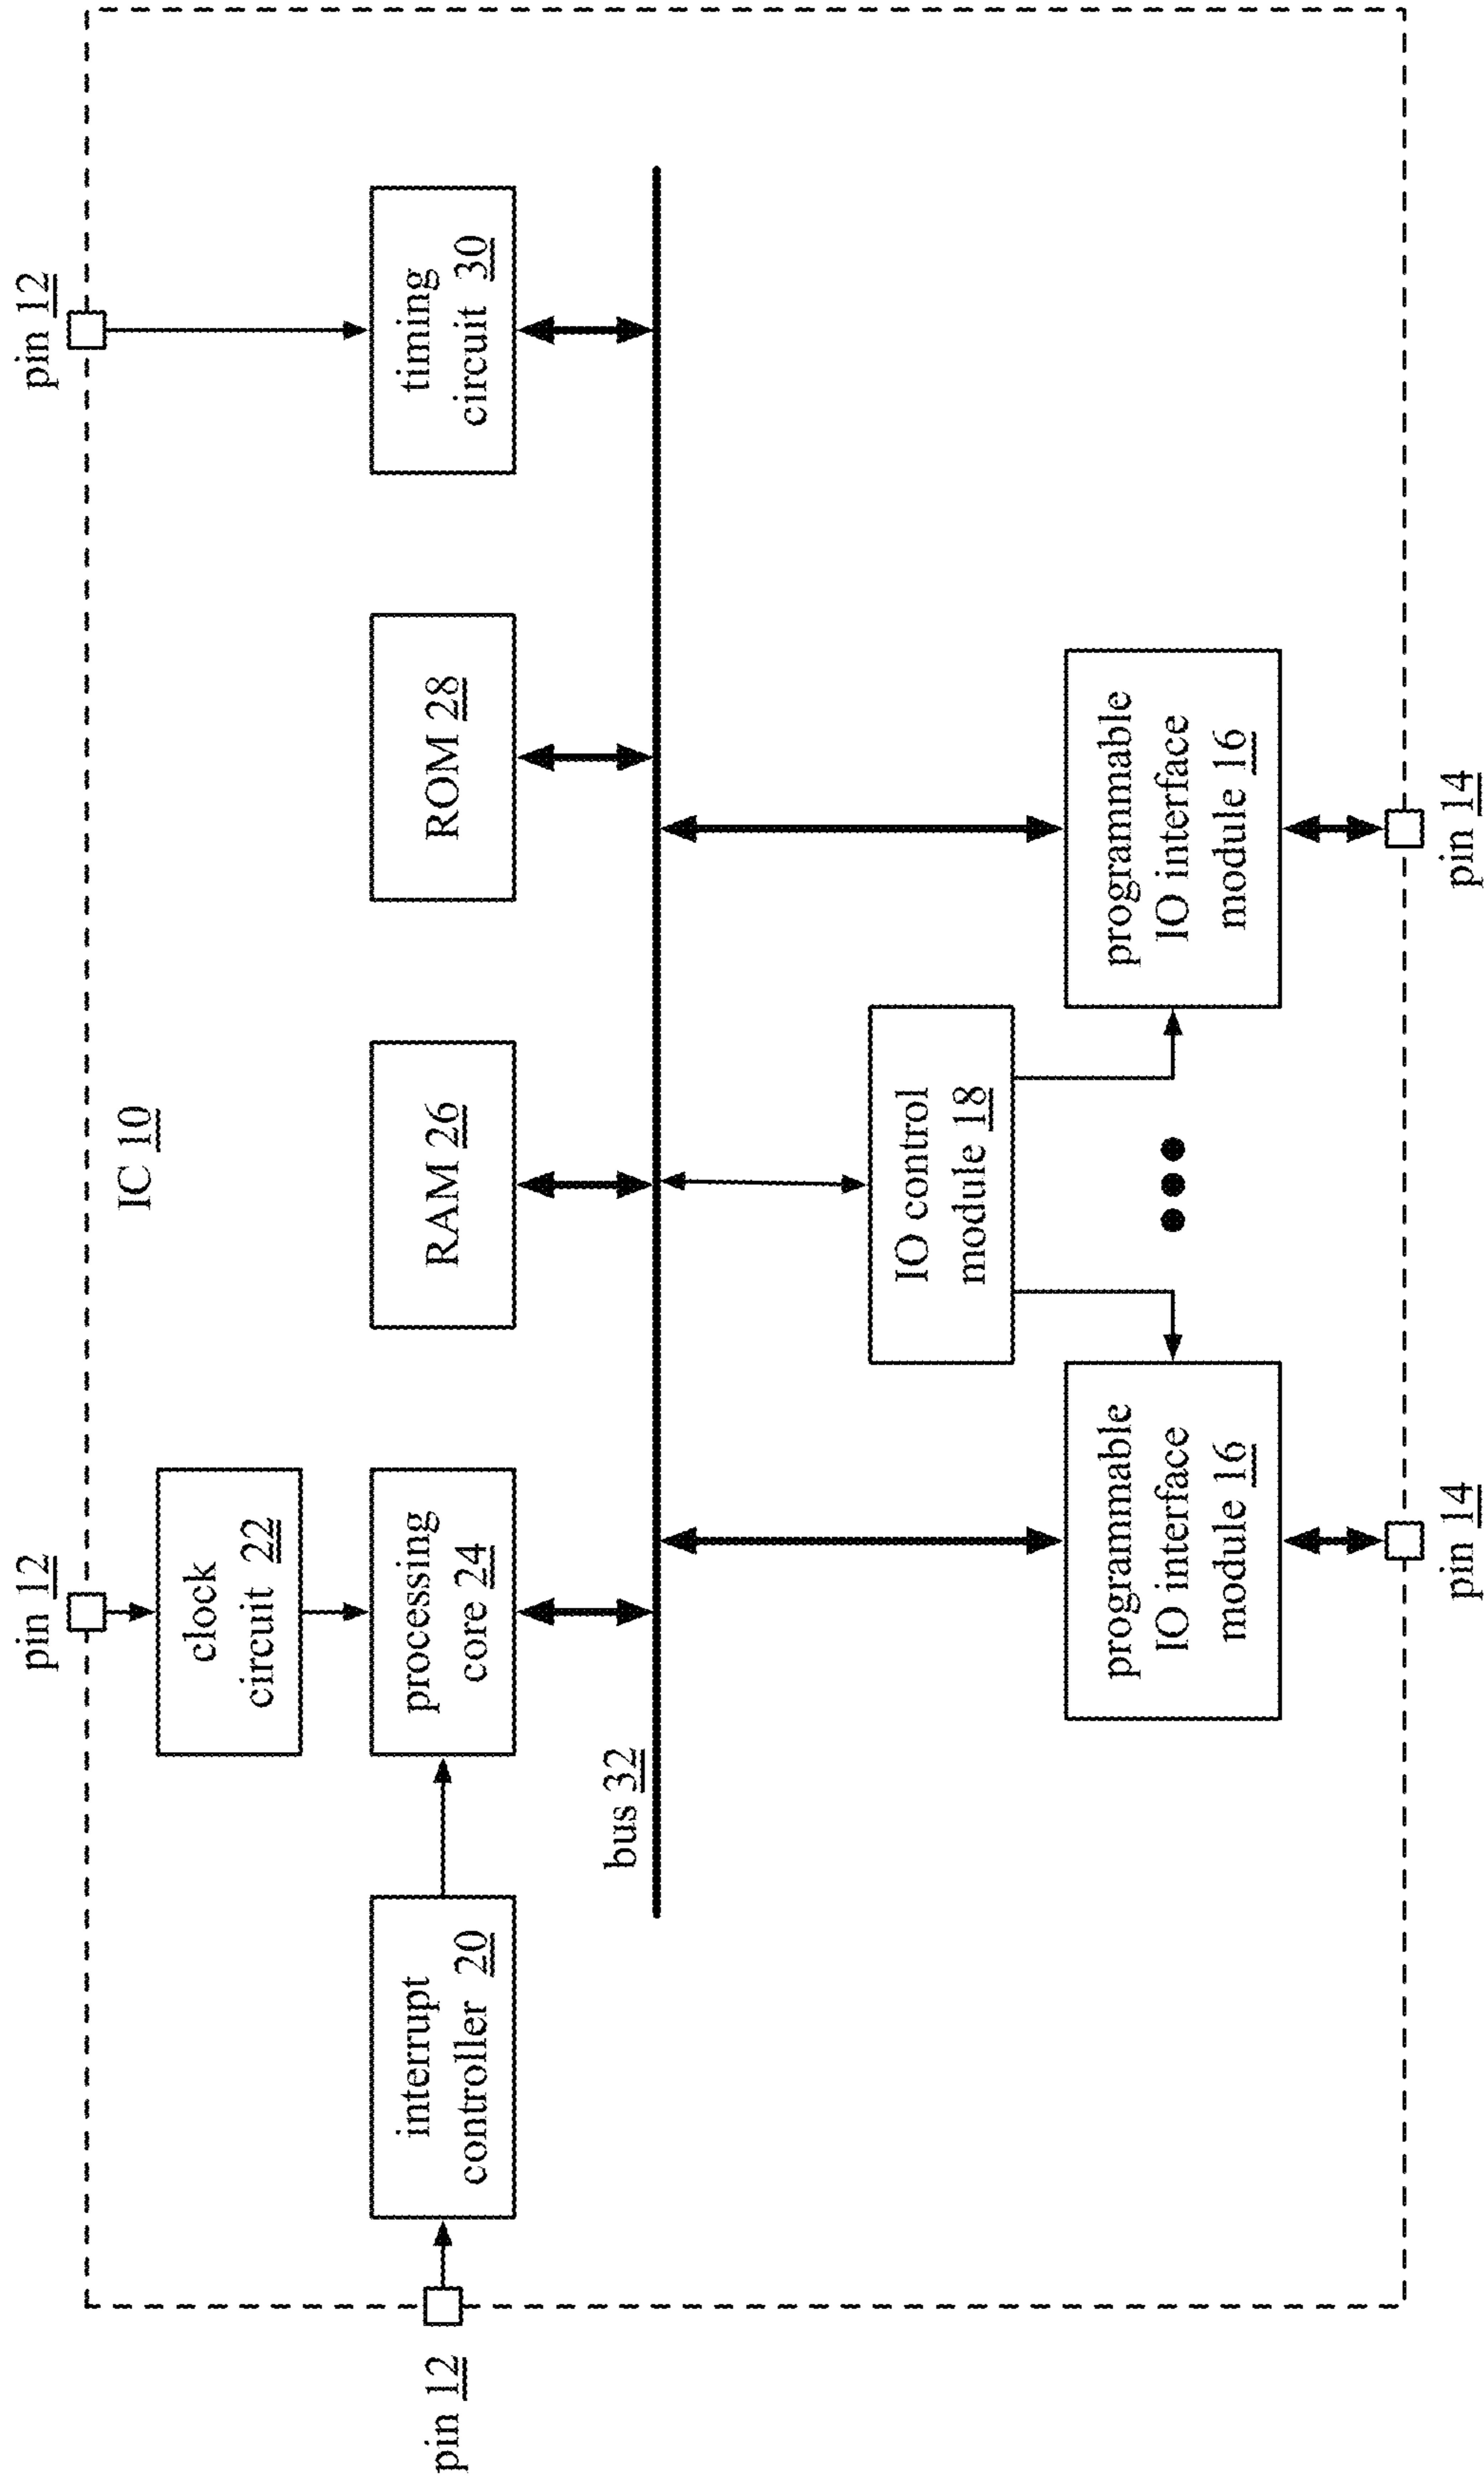 pin 12
pin 12
IC 10
clock
circuit 22
pin 12
interrupt
controller 20
processing
core 24
RAM 26
ROM 28
timing
circuit 30
bus 32
IO control
module 18
programmable
IO interface
module 16
programmable
IO interface
module 16
pin 14
pin 14